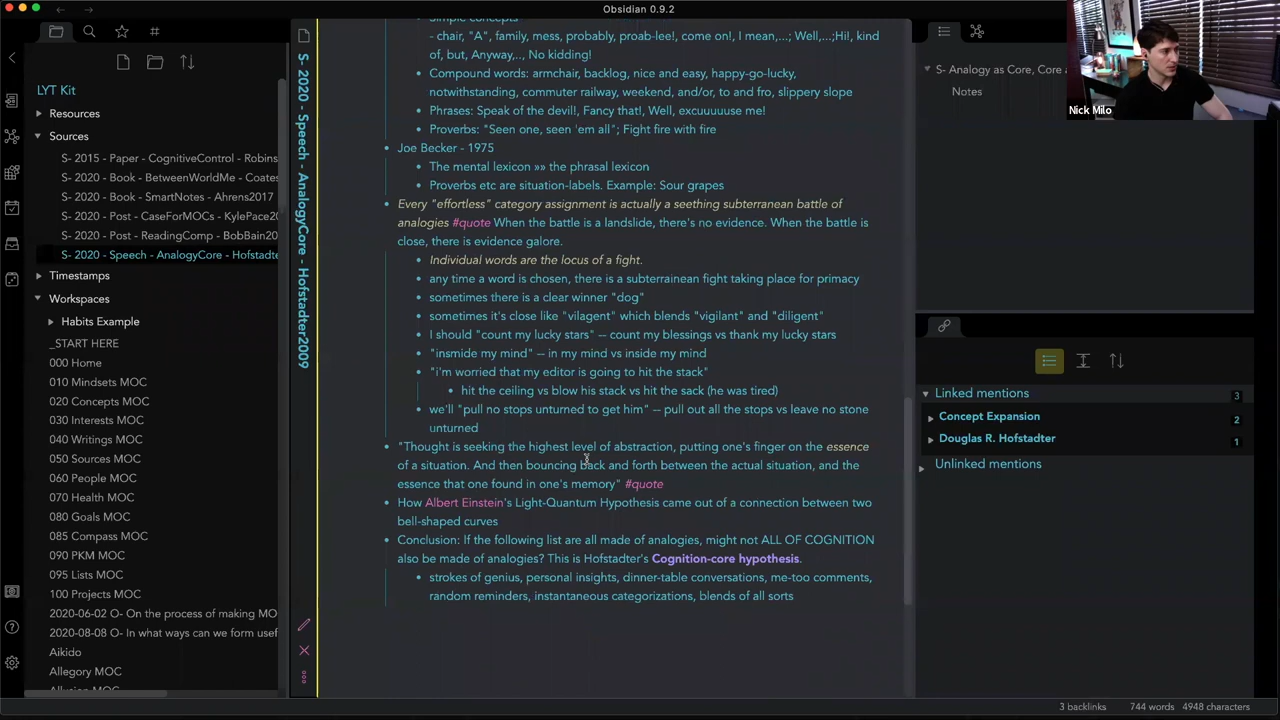 Obsidian 0.9.2
LYT Kit
Resources
Sources
S- 2015 - Paper - CognitiveControl - Robins
S- 2020 - Book - BetweenWorldMe - Coates
S- 2020 - Book - SmartNotes - Ahrens2017
S- 2020 - Post - CaseForMOCs - KylePace20
S- 2020 - Post - ReadingComp - BobBain20
S- 2020 - Speech - AnalogyCore - Hofstadte
Timestamps
Workspaces
Habits Example
_START HERE
000 Home
010 Mindsets MOC
020 Concepts MOC
030 Interests MOC
040 Writings MOC
050 Sources MOC
060 People MOC
070 Health MOC
080 Goals MOC
085 Compass MOC
090 PKM MOC
095 Lists MOC
100 Projects MOC
2020-06-02 O- On the process of making MO
2020-08-08 O- In what ways can we form usef
Aikido
Allegory MOC
Allusion MOC
S- 2020 - Speech - AnalogyCore - Hofstadter2009
Simple concepts
- chair, "A", family, mess, probably, proab-lee!, come on!, I mean,...; Well,...;Hi!, kind
of, but, Anyway,.., No kidding!
Compound words: armchair, backlog, nice and easy, happy-go-lucky,
notwithstanding, commuter railway, weekend, and/or, to and fro, slippery slope
Phrases: Speak of the devil!, Fancy that!, Well, excuuuuuse me!
Proverbs: "Seen one, seen 'em all"; Fight fire with fire
Joe Becker - 1975
The mental lexicon »» the phrasal lexicon
Proverbs etc are situation-labels. Example: Sour grapes
Every "effortless" category assignment is actually a seething subterranean battle of
analogies #quote When the battle is a landslide, there's no evidence. When the battle is
close, there is evidence galore.
Individual words are the locus of a fight.
any time a word is chosen, there is a subterrainean fight taking place for primacy
sometimes there is a clear winner "dog"
sometimes it's close like "vilagent" which blends "vigilant" and "diligent"
I should "count my lucky stars" -- count my blessings vs thank my lucky stars
"insmide my mind" -- in my mind vs inside my mind
"i'm worried that my editor is going to hit the stack"
hit the ceiling vs blow his stack vs hit the sack (he was tired)
we'll "pull no stops unturned to get him" -- pull out all the stops vs leave no stone
unturned
"Thought is seeking the highest level of abstraction, putting one's finger on the essence
of a situation. And then bouncing back and forth between the actual situation, and the
essence that one found in one's memory" #quote
How Albert Einstein's Light-Quantum Hypothesis came out of a connection between two
bell-shaped curves
Conclusion: If the following list are all made of analogies, might not ALL OF COGNITION
also be made of analogies? This is Hofstadter's Cognition-core hypothesis.
strokes of genius, personal insights, dinner-table conversations, me-too comments,
random reminders, instantaneous categorizations, blends of all sorts
S- Analogy as Core, Core a
Notes
Nick Milo
Linked mentions 3
Concept Expansion 2
Douglas R. Hofstadter 1
Unlinked mentions
3 backlinks 744 words 4948 characters